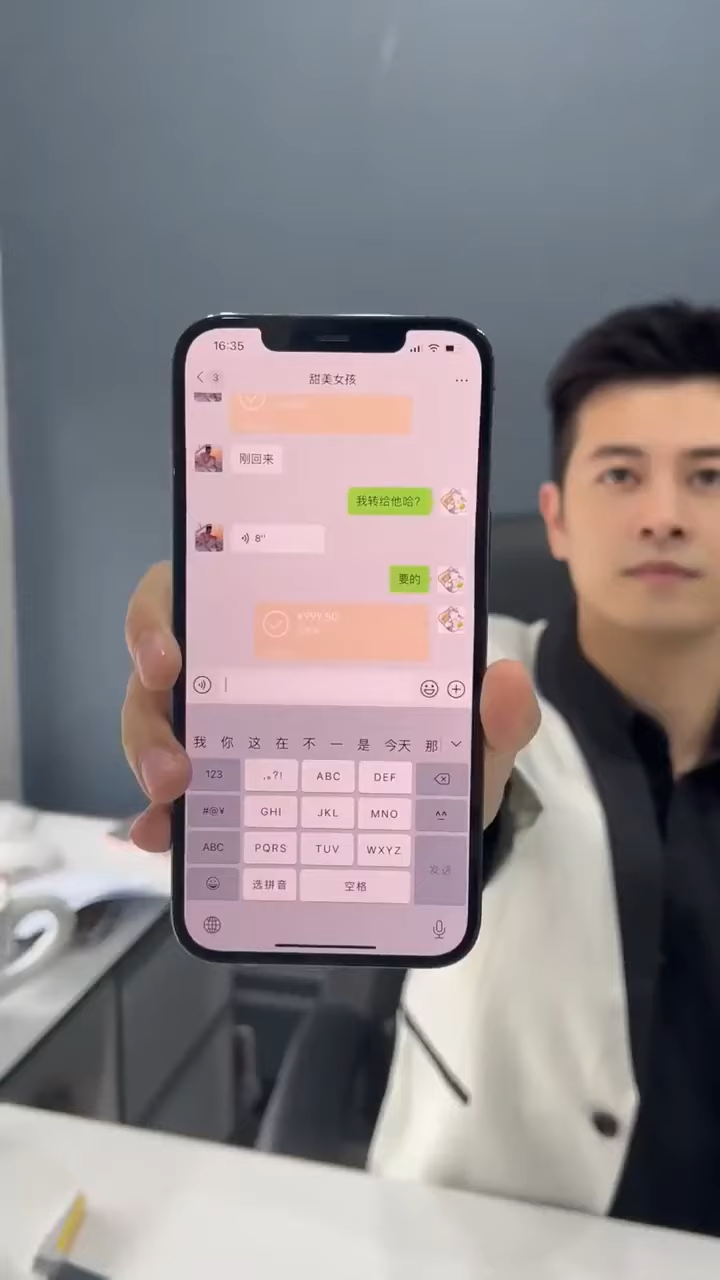 16:35
3
甜美女孩
...
刚回来
我转给他哈?
8"
要的
¥999.50
我 你 这 在 不 一 是 今天 那
123
,。?!
ABC
DEF
#@¥
GHI
JKL
MNO
^^
ABC
PQRS
TUV
WXYZ
发送
选拼音
空格